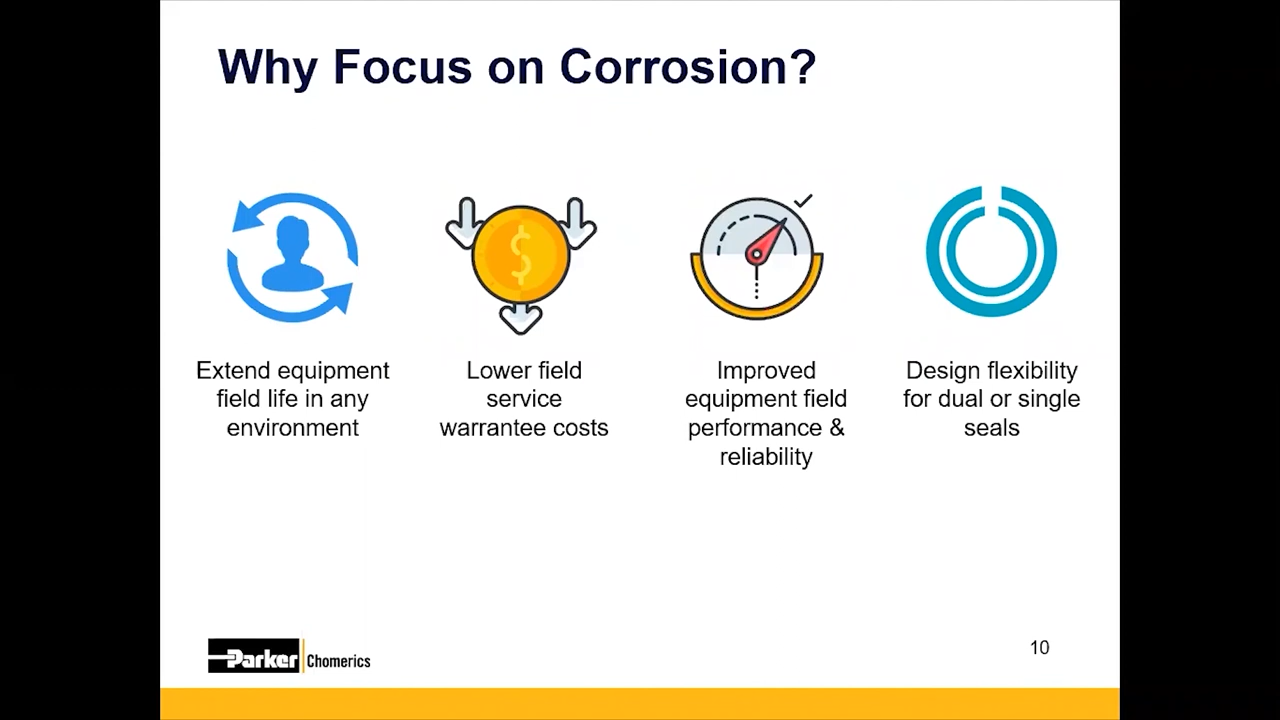 Why Focus on Corrosion?
$
Extend equipment
field life in any
environment
Lower field
service
warrantee costs
Improved
equipment field
performance &
reliability
Design flexibility
for dual or single
seals
Parker Chomerics
10